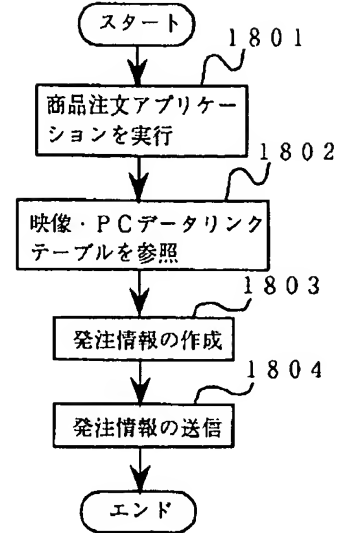 スタート
1801
商品注文アプリケー
ションを実行
1802
映像・PCデータリンク
テーブルを参照
1803
発注情報の作成
1804
発注情報の送信
エンド